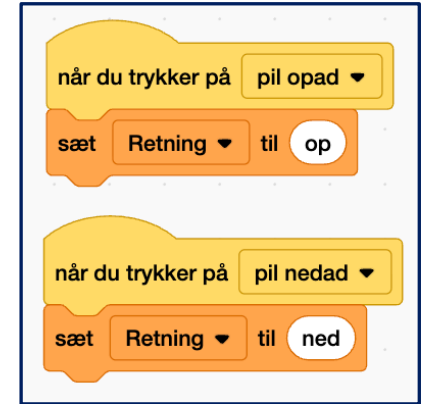 når du trykker på pil opad
sæt Retning til op
når du trykker på pil nedad
sæt Retning til ned